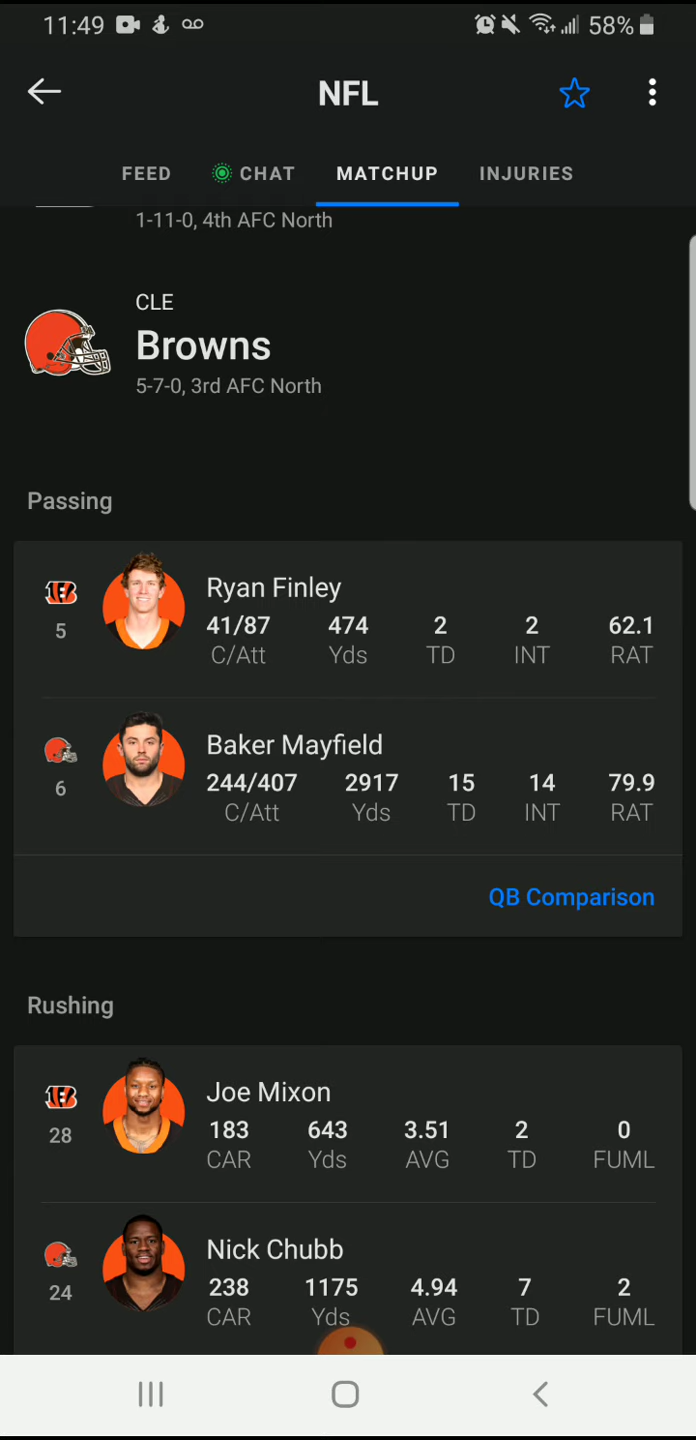 11:49 58%
NFL
FEED CHAT MATCHUP INJURIES
1-11-0, 4th AFC North
CLE
Browns
5-7-0, 3rd AFC North
Passing
Ryan Finley
5 41/87 474 2 2 62.1
C/Att Yds TD INT RAT
Baker Mayfield
6 244/407 2917 15 14 79.9
C/Att Yds TD INT RAT
QB Comparison
Rushing
Joe Mixon
28 183 643 3.51 2 0
CAR Yds AVG TD FUML
Nick Chubb
24 238 1175 4.94 7 2
CAR Yds AVG TD FUML